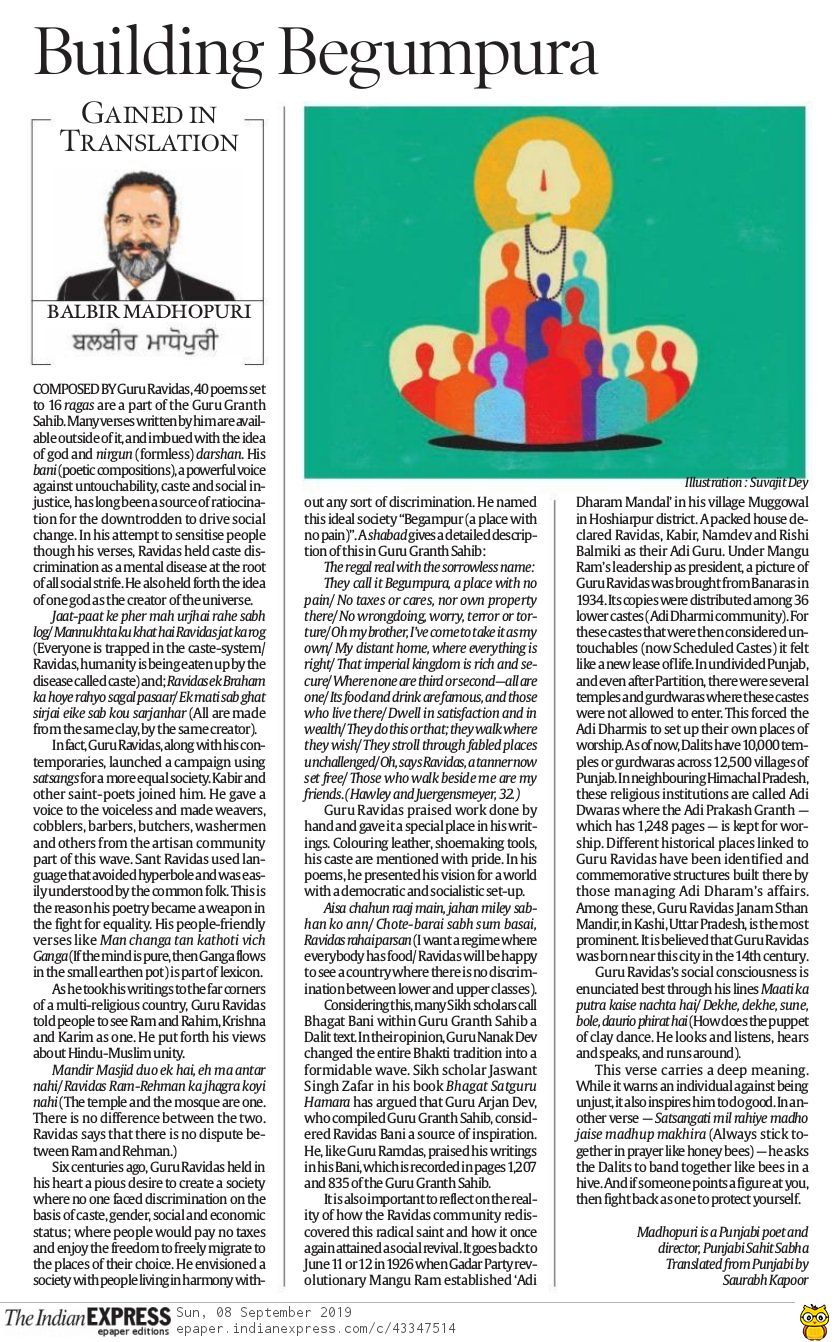 Building Begumpura
GAINED IN
TRANSLATION
BALBIR MADHOPURI
ਬਲਬੀਰ ਮਾਧੋਪੁਰੀ
COMPOSED BY Guru Ravidas, 40 poems set
to 16 ragas are a part of the Guru Granth
Sahib. Many verses written by him are avail-
able outside of it, and imbued with the idea
of god and nirgun (formless) darshan. His
bani (poetic compositions), a powerful voice
against untouchability, caste and social in-
justice, has long been a source of ratiocina-
tion for the downtrodden to drive social
change. In his attempt to sensitise people
though his verses, Ravidas held caste dis-
crimination as a mental disease at the root
of all social strife. He also held forth the idea
of one god as the creator of the universe.
Jaat-paat ke pher mah urjhai rahe sabh
log/ Mannukhta ku khat hai Ravidas jat ka rog
(Everyone is trapped in the caste-system/
Ravidas, humanity is being eaten up by the
disease called caste) and; Ravidas ek Braham
ka hoye rahyo sagal pasaar/ Ek mati sab ghat
sirjai eike sab kou sarjanhar (All are made
from the same clay, by the same creator).
In fact, Guru Ravidas, along with his con-
temporaries, launched a campaign using
satsangs for a more equal society. Kabir and
other saint-poets joined him. He gave a
voice to the voiceless and made weavers,
cobblers, barbers, butchers, washermen
and others from the artisan community
part of this wave. Sant Ravidas used lan-
guage that avoided hyperbole and was eas-
ily understood by the common folk. This is
the reason his poetry became a weapon in
the fight for equality. His people-friendly
verses like Man changa tan kathoti vich
Ganga (If the mind is pure, then Ganga flows
in the small earthen pot) is part of lexicon.
As he took his writings to the far corners
of a multi-religious country, Guru Ravidas
told people to see Ram and Rahim, Krishna
and Karim as one. He put forth his views
about Hindu-Muslim unity.
Mandir Masjid duo ek hai, eh ma antar
nahi/ Ravidas Ram-Rehman ka jhagra koyi
nahi (The temple and the mosque are one.
There is no difference between the two.
Ravidas says that there is no dispute be-
tween Ram and Rehman.)
Six centuries ago, Guru Ravidas held in
his heart a pious desire to create a society
where no one faced discrimination on the
basis of caste, gender, social and economic
status; where people would pay no taxes
and enjoy the freedom to freely migrate to
the places of their choice. He envisioned a
society with people living in harmony with-
Illustration : Suvajit Dey
out any sort of discrimination. He named
this ideal society “Begampur (a place with
no pain)”. A shabad gives a detailed descrip-
tion of this in Guru Granth Sahib :
The regal real with the sorrowless name:
They call it Begumpura, a place with no
pain/ No taxes or cares, nor own property
there/ No wrongdoing, worry, terror or tor-
ture/ Oh my brother, I've come to take it as my
own/ My distant home, where everything is
right/ That imperial kingdom is rich and se-
cure/ Where none are third or second—all are
one/ Its food and drink are famous, and those
who live there/ Dwell in satisfaction and in
wealth/ They do this or that; they walk where
they wish/ They stroll through fabled places
unchallenged/ Oh, says Ravidas, a tanner now
set free/ Those who walk beside me are my
friends. (Hawley and Juergensmeyer, 32 )
Guru Ravidas praised work done by
hand and gave it a special place in his writ-
ings. Colouring leather, shoemaking tools,
his caste are mentioned with pride. In his
poems, he presented his vision for a world
with a democratic and socialistic set-up.
Aisa chahun raaj main, jahan miley sab-
han ko ann/ Chote-barai sabh sum basai,
Ravidas rahai parsan (I want a regime where
everybody has food/ Ravidas will be happy
to see a country where there is no discrim-
ination between lower and upper classes).
Considering this, many Sikh scholars call
Bhagat Bani within Guru Granth Sahib a
Dalit text. In their opinion, Guru Nanak Dev
changed the entire Bhakti tradition into a
formidable wave. Sikh scholar Jaswant
Singh Zafar in his book Bhagat Satguru
Hamara has argued that Guru Arjan Dev,
who compiled Guru Granth Sahib, consid-
ered Ravidas Bani a source of inspiration.
He, like Guru Ramdas, praised his writings
in his Bani, which is recorded in pages 1,207
and 835 of the Guru Granth Sahib.
It is also important to reflect on the real-
ity of how the Ravidas community redis-
covered this radical saint and how it once
again attained a social revival. It goes back to
June 11 or 12 in 1926 when Gadar Party rev-
olutionary Mangu Ram established ‘Adi
Dharam Mandal’ in his village Muggowal
in Hoshiarpur district. A packed house de-
clared Ravidas, Kabir, Namdev and Rishi
Balmiki as their Adi Guru. Under Mangu
Ram's leadership as president, a picture of
Guru Ravidas was brought from Banaras in
1934. Its copies were distributed among 36
lower castes (Adi Dharmi community). For
these castes that were then considered un-
touchables (now Scheduled Castes) it felt
like a new lease of life. In undivided Punjab,
and even after Partition, there were several
temples and gurdwaras where these castes
were not allowed to enter. This forced the
Adi Dharmis to set up their own places of
worship. As of now, Dalits have 10,000 tem-
ples or gurdwaras across 12,500 villages of
Punjab. In neighbouring Himachal Pradesh,
these religious institutions are called Adi
Dwaras where the Adi Prakash Granth —
which has 1,248 pages — is kept for wor-
ship. Different historical places linked to
Guru Ravidas have been identified and
commemorative structures built there by
those managing Adi Dharam's affairs.
Among these, Guru Ravidas Janam Sthan
Mandir, in Kashi, Uttar Pradesh, is the most
prominent. It is believed that Guru Ravidas
was born near this city in the 14th century.
Guru Ravidas's social consciousness is
enunciated best through his lines Maati ka
putra kaise nachta hai/ Dekhe, dekhe, sune,
bole, daurio phirat hai (How does the puppet
of clay dance. He looks and listens, hears
and speaks, and runs around).
This verse carries a deep meaning.
While it warns an individual against being
unjust, it also inspires him to do good. In an-
other verse — Satsangati mil rahiye madho
jaise madhup makhira (Always stick to-
gether in prayer like honey bees) — he asks
the Dalits to band together like bees in a
hive. And if someone points a figure at you,
then fight back as one to protect yourself.
Madhopuri is a Punjabi poet and
director, Punjabi Sahit Sabha
Translated from Punjabi by
Saurabh Kapoor
The Indian EXPRESS
epaper editions
Sun, 08 September 2019
epaper.indianexpress.com/c/43347514